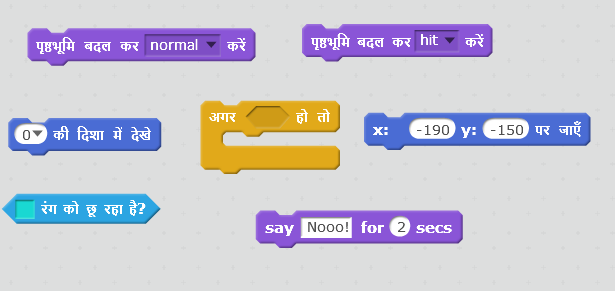 पृष्ठभूमि बदल कर normal करें
पृष्ठभूमि बदल कर hit करें
0 की दिशा में देखे
अगर हो तो
x: -190 y: -150 पर जाएँ
रंग को छू रहा है?
say Nooo! for 2 secs